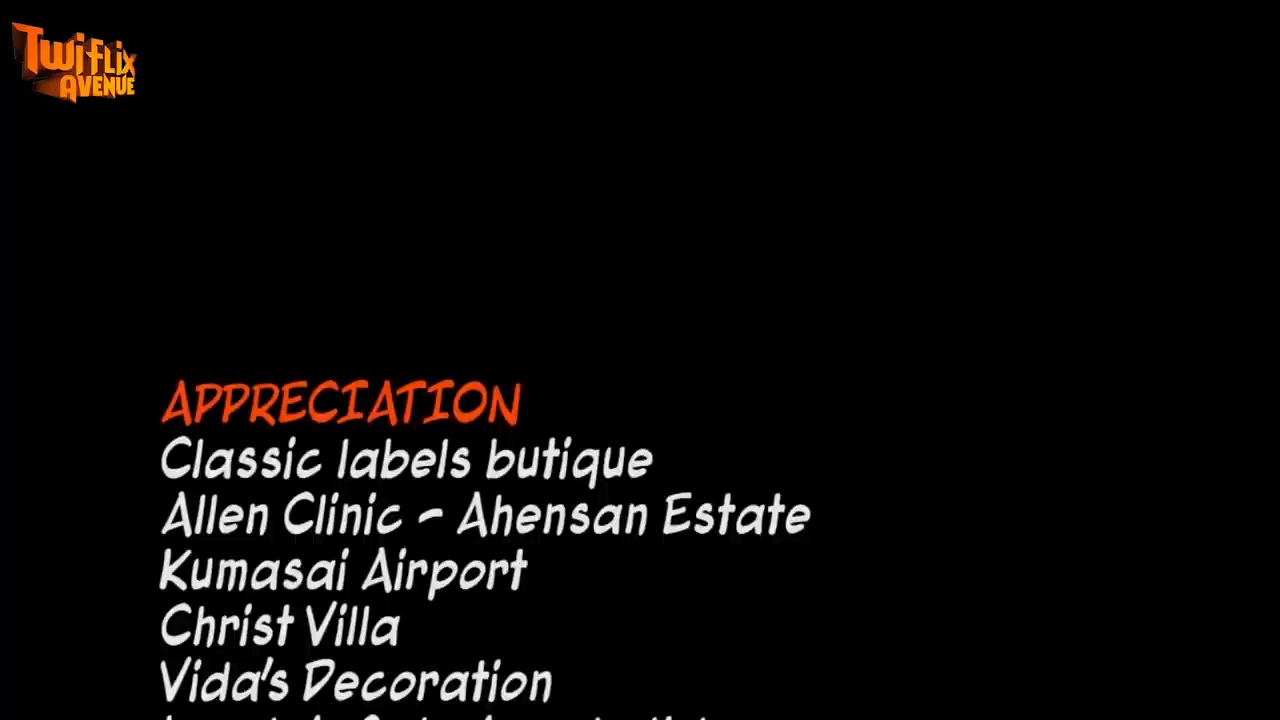 TwiFLix
AVENUE
APPRECIATION
Classic labels butique
Allen Clinic - Ahensan Estate
Kumasai Airport
Christ Villa
Vida's Decoration